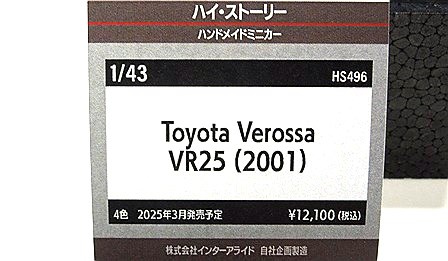 ハイ・ストーリー
ハンドメイドミニカー
1/43 HS496
Toyota Verossa
VR25 (2001)
4色 2025年3月発売予定 ¥12,100 (税込)
株式会社インターアライド 自社企画製造